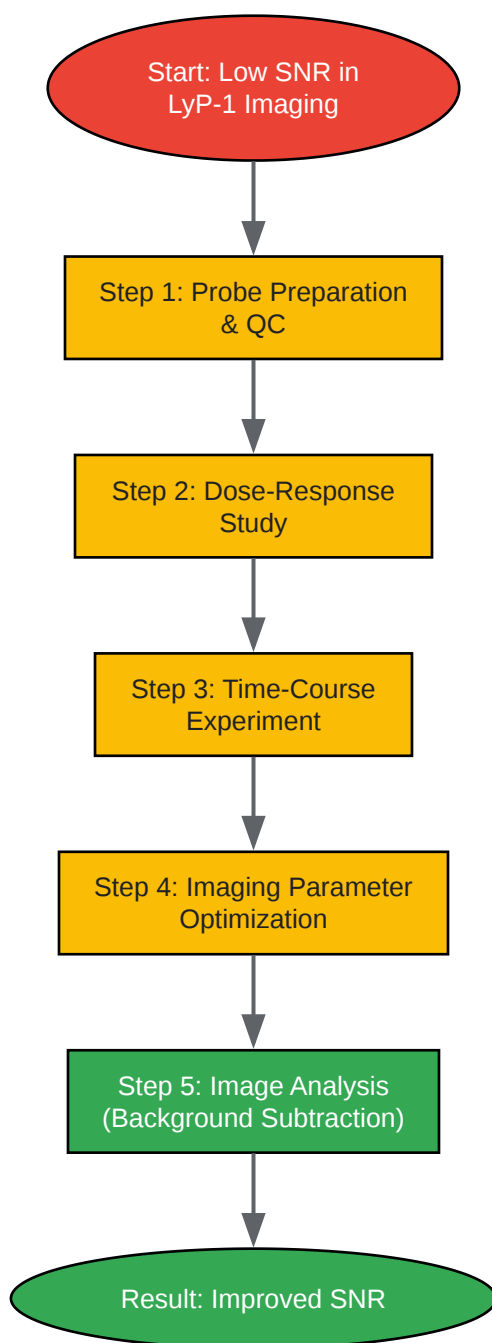 Start: Low SNR in
LyP-1 Imaging
Step 1: Probe Preparation
& QC
Step 2: Dose-Response
Study
Step 3: Time-Course
Experiment
Step 4: Imaging Parameter
Optimization
Step 5: Image Analysis
(Background Subtraction)
Result: Improved SNR